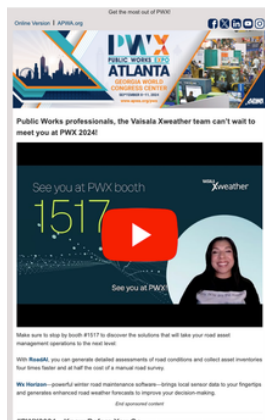 Get the most out of PWX!
Online Version | APWA.org
PWX
PUBLIC WORKS EXPO
ATLANTA
GEORGIA WORLD
CONGRESS CENTER
SEPTEMBER 8-11, 2024
Public Works professionals, the Vaisala Xweather team can't wait to
meet you at PWX 2024!
See you at PWX booth
1517
VAISALA
Xweather
See you at PWX!
Make sure to stop by booth #1517 to discover the solutions that will take your road asset
management operations to the next level:
With RoadAI, you can generate detailed assessments of road conditions and collect asset inventories
four times faster and at half the cost of a manual road survey.
Wx Horizon—powerful winter road maintenance software—brings local sensor data to your fingertips
and generates enhanced road weather forecasts to improve your decision-making.
End sponsored content